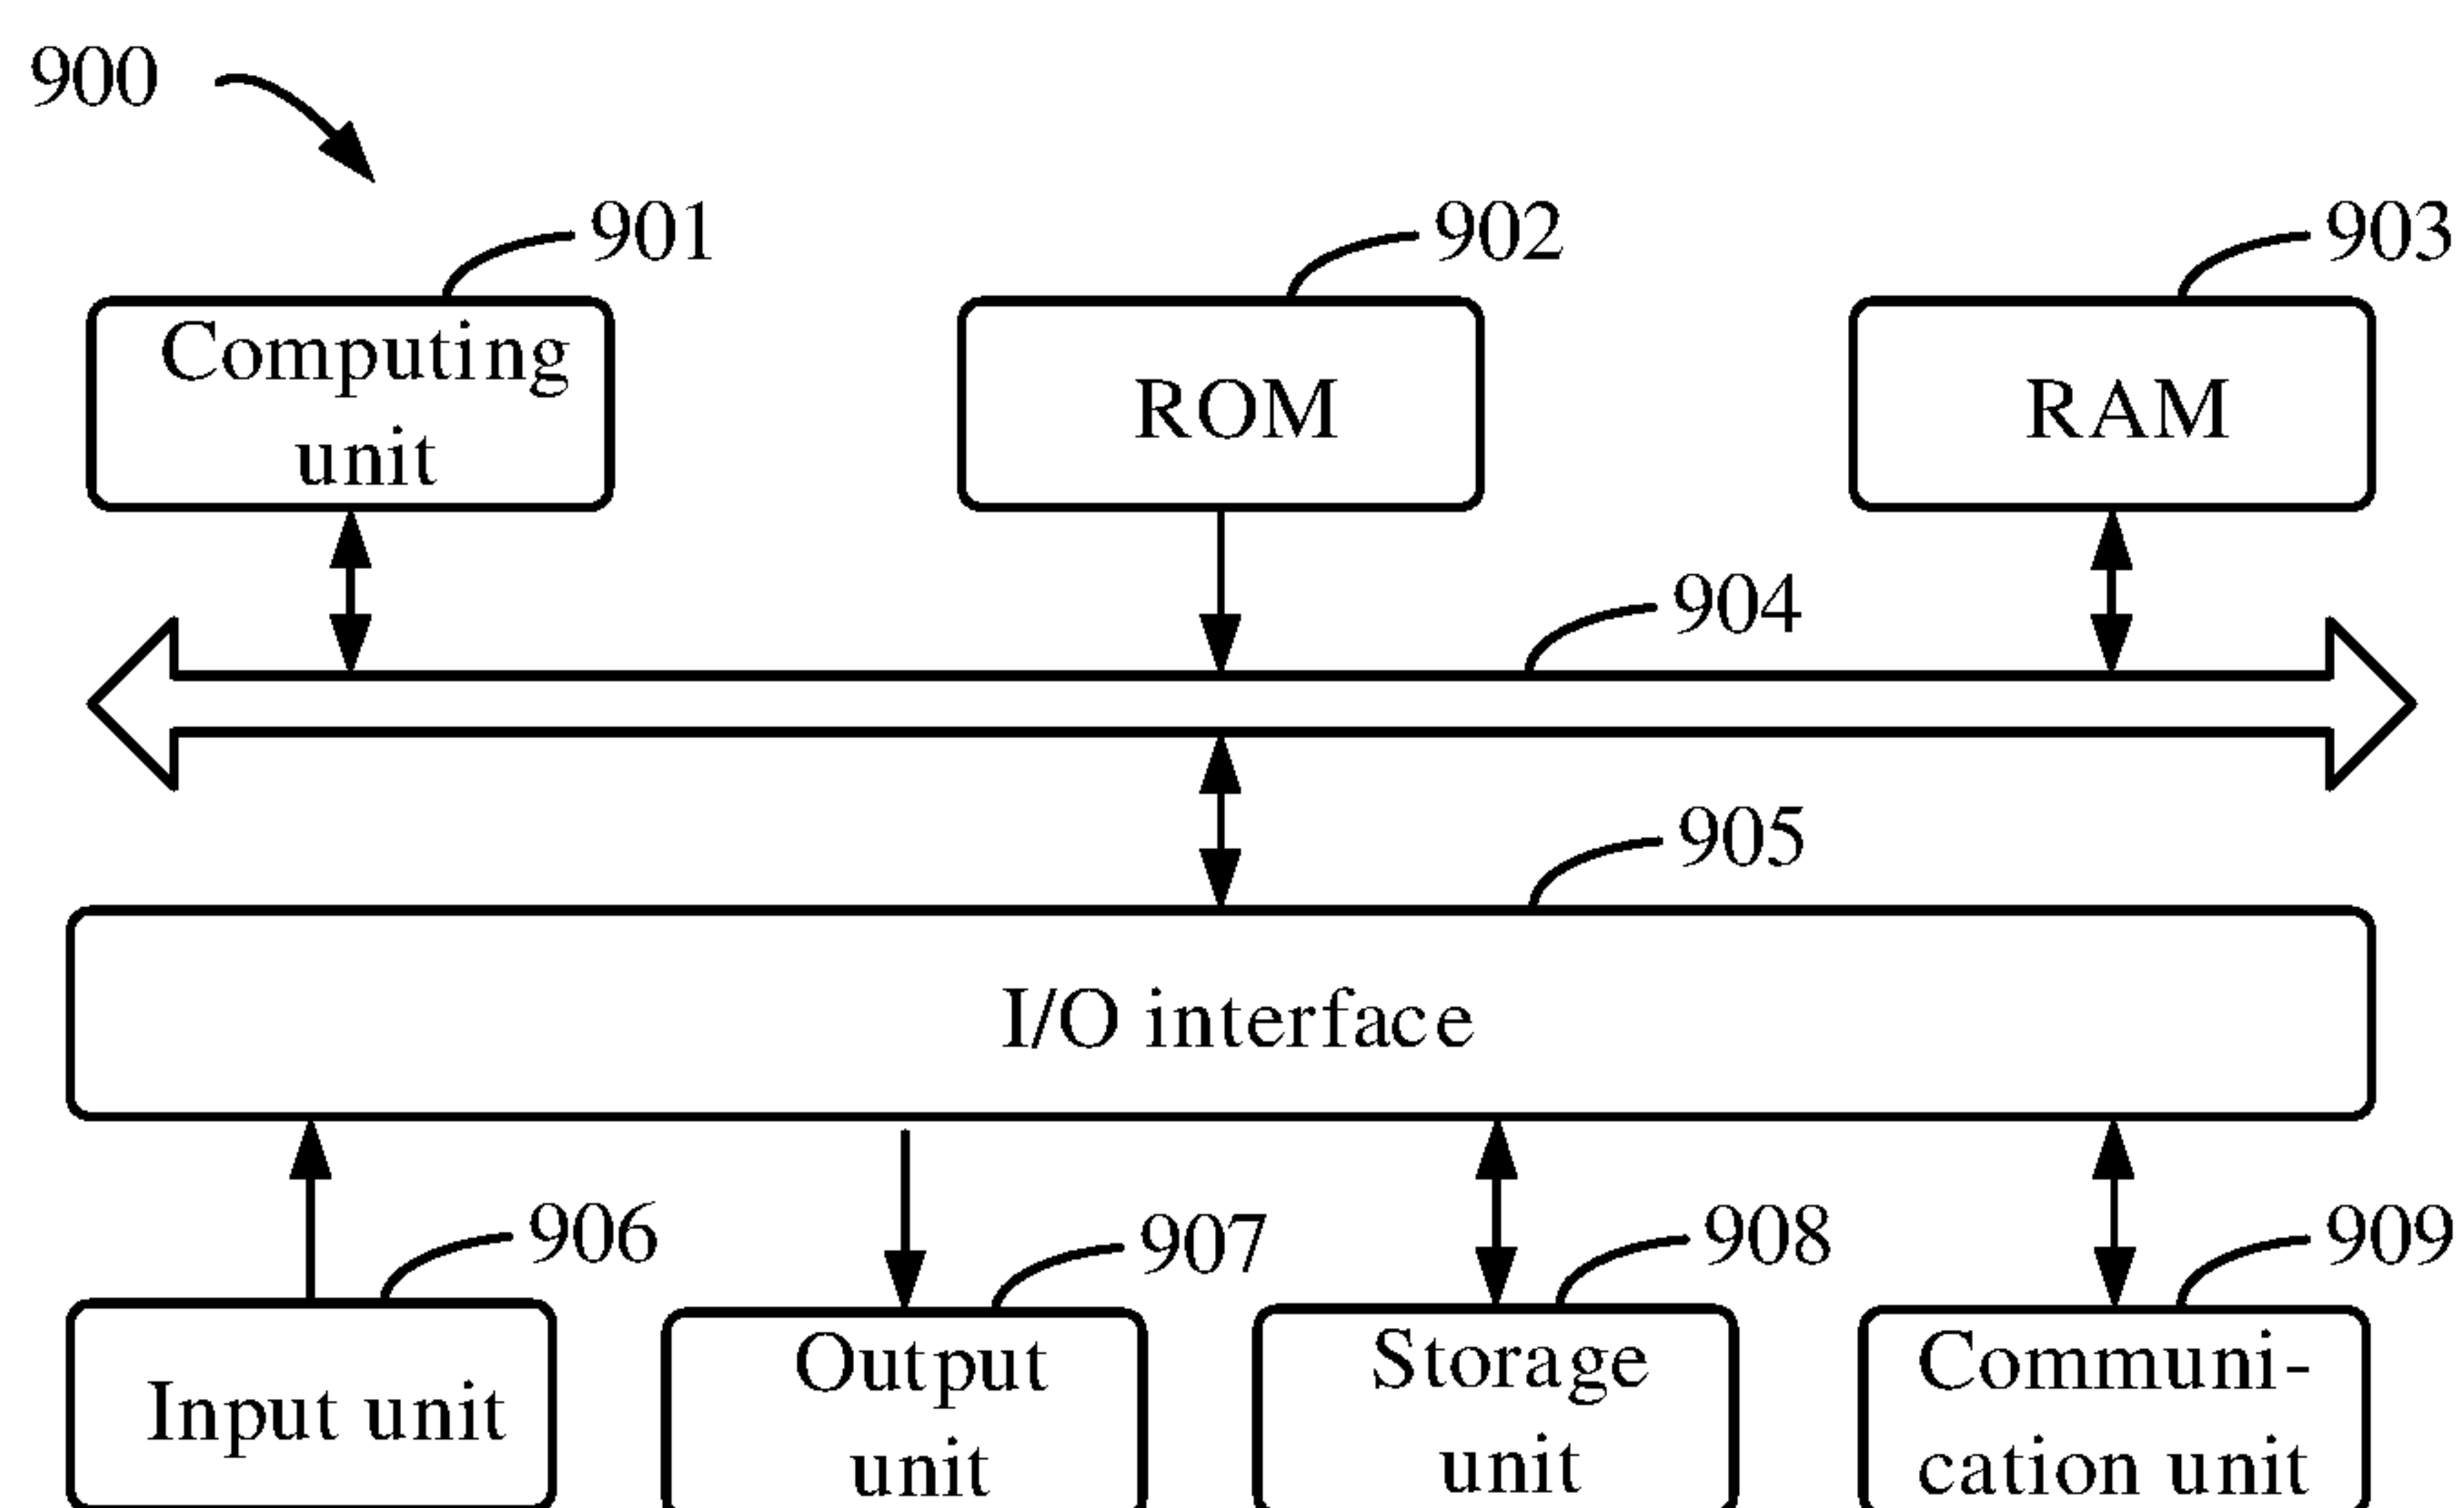 900
901
902
903
Computing
unit
ROM
RAM
904
905
I/O interface
906
907
908
909
Input unit
Output
unit
Storage
unit
Communi-
cation unit